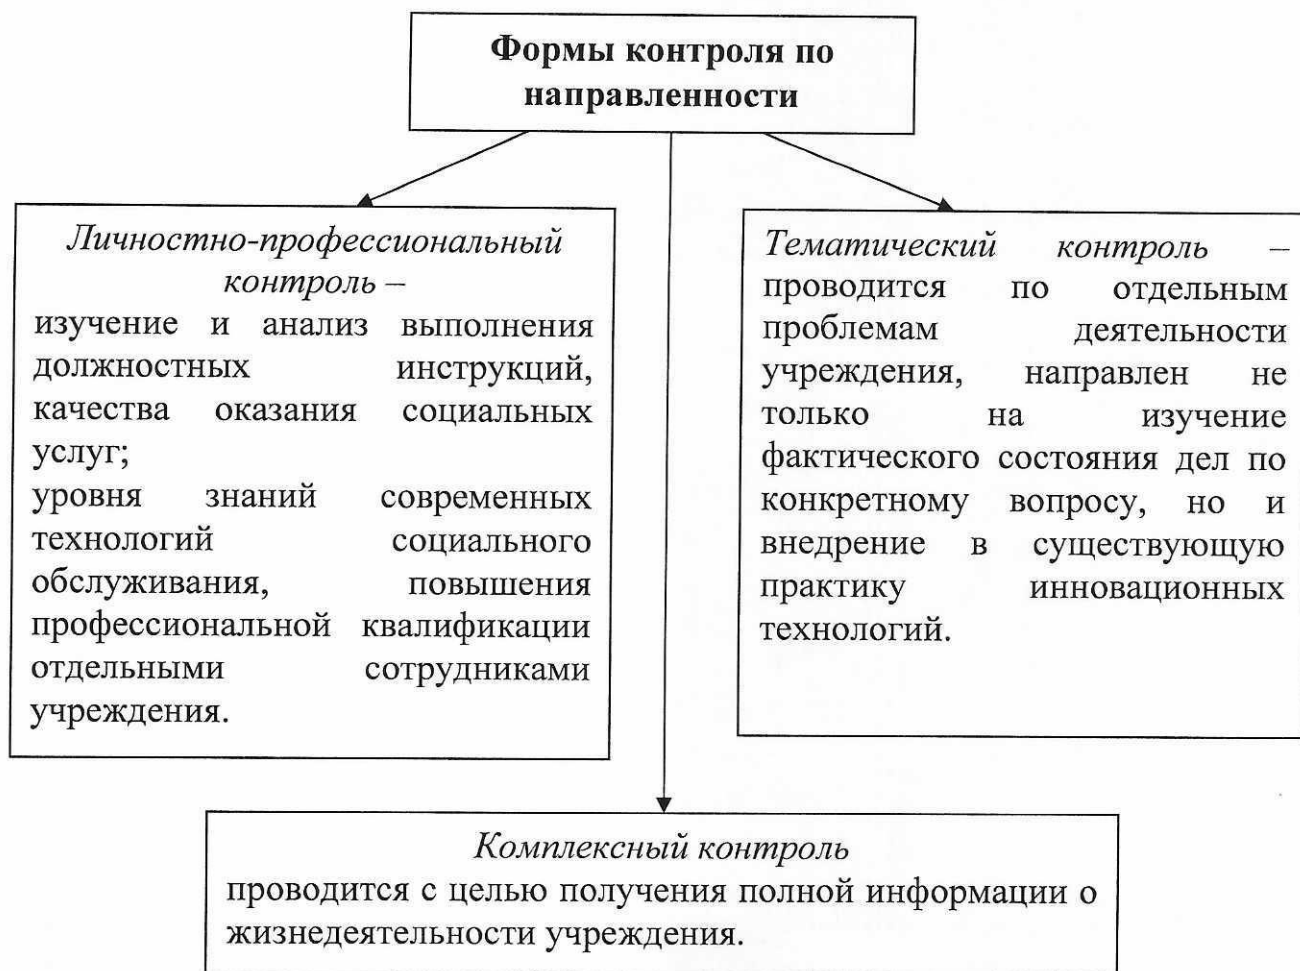 Формы контроля по
направленности
Личностно-профессиональный
контроль –
изучение и анализ выполнения
должностных инструкций,
качества оказания социальных
услуг;
уровня знаний современных
технологий социального
обслуживания, повышения
профессиональной квалификации
отдельными сотрудниками
учреждения.
Тематический контроль –
проводится по отдельным
проблемам деятельности
учреждения, направлен не
только на изучение
фактического состояния дел по
конкретному вопросу, но и
внедрение в существующую
практику инновационных
технологий.
Комплексный контроль
проводится с целью получения полной информации о
жизнедеятельности учреждения.